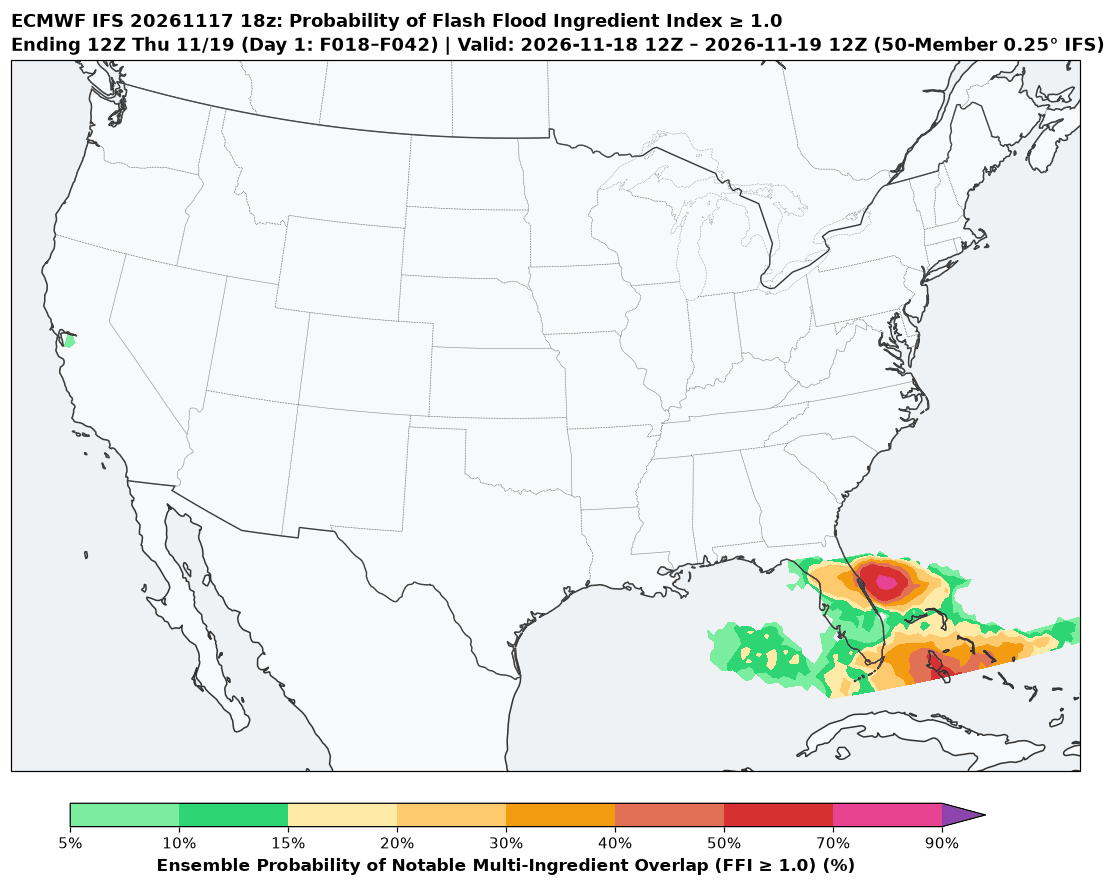 ECMWF IFS 20261117 18z: Probability of Flash Flood Ingredient Index ≥ 1.0
Ending 12Z Thu 11/19 (Day 1: F018–F042) | Valid: 2026-11-18 12Z – 2026-11-19 12Z (50-Member 0.25° IFS)
5% 10% 15% 20% 30% 40% 50% 70% 90%
Ensemble Probability of Notable Multi-Ingredient Overlap (FFI ≥ 1.0) (%)